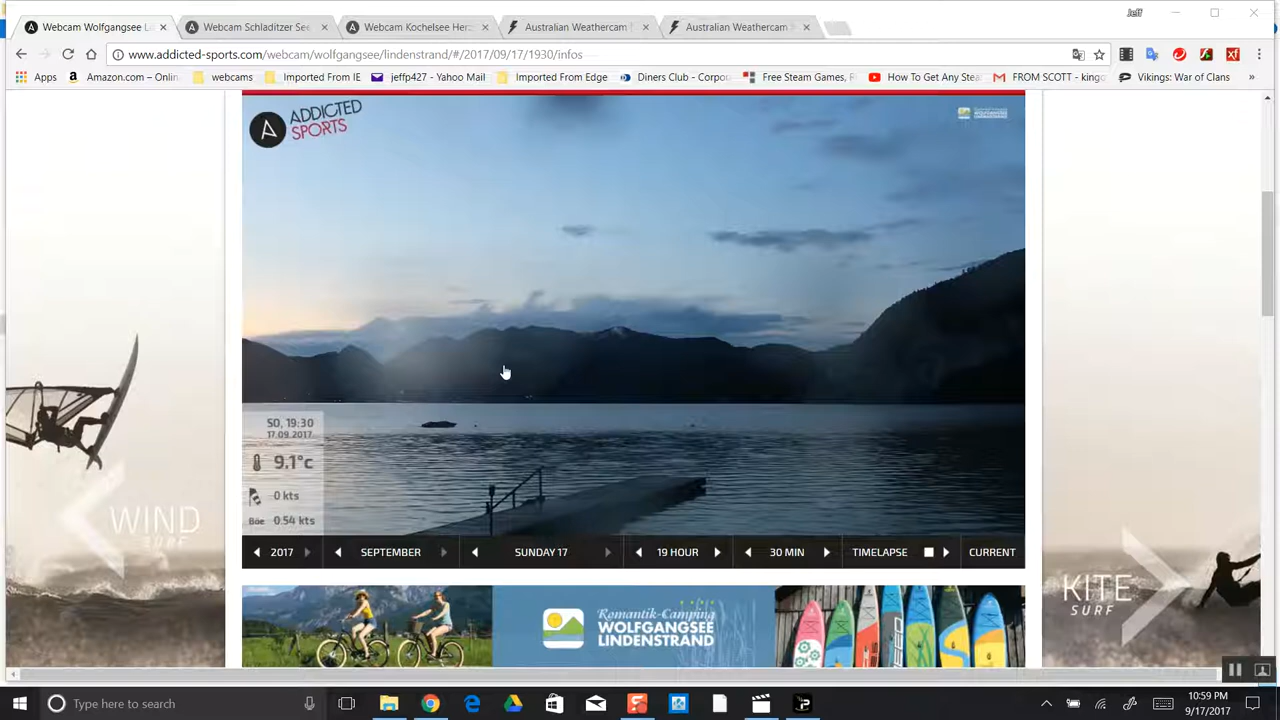 Jeff
Webcam Wolfgangsee Lo
Webcam Schladitzer See
Webcam Kochelsee Herz
Australian Weathercam
Australian Weathercam
www.addicted-sports.com/webcam/wolfgangsee/lindenstrand/#/2017/09/17/1930/infos
Apps
Amazon.com – Onlin
webcams
Imported From IE
jeffp427 - Yahoo Mail
Imported From Edge
Diners Club - Corpo
Free Steam Games, F
How To Get Any Stea
FROM SCOTT - king
Vikings: War of Clans
»
ADDICTED
SPORTS
SO, 19:30
17.09.2017
9.1°c
0 kts
Böe 0.54 kts
WIND
SURF
KITE
SURF
2017
SEPTEMBER
SUNDAY 17
19 HOUR
30 MIN
TIMELAPSE
CURRENT
Romantik-Camping
WOLFGANGSEE
LINDENSTRAND
Type here to search
10:59 PM
9/17/2017